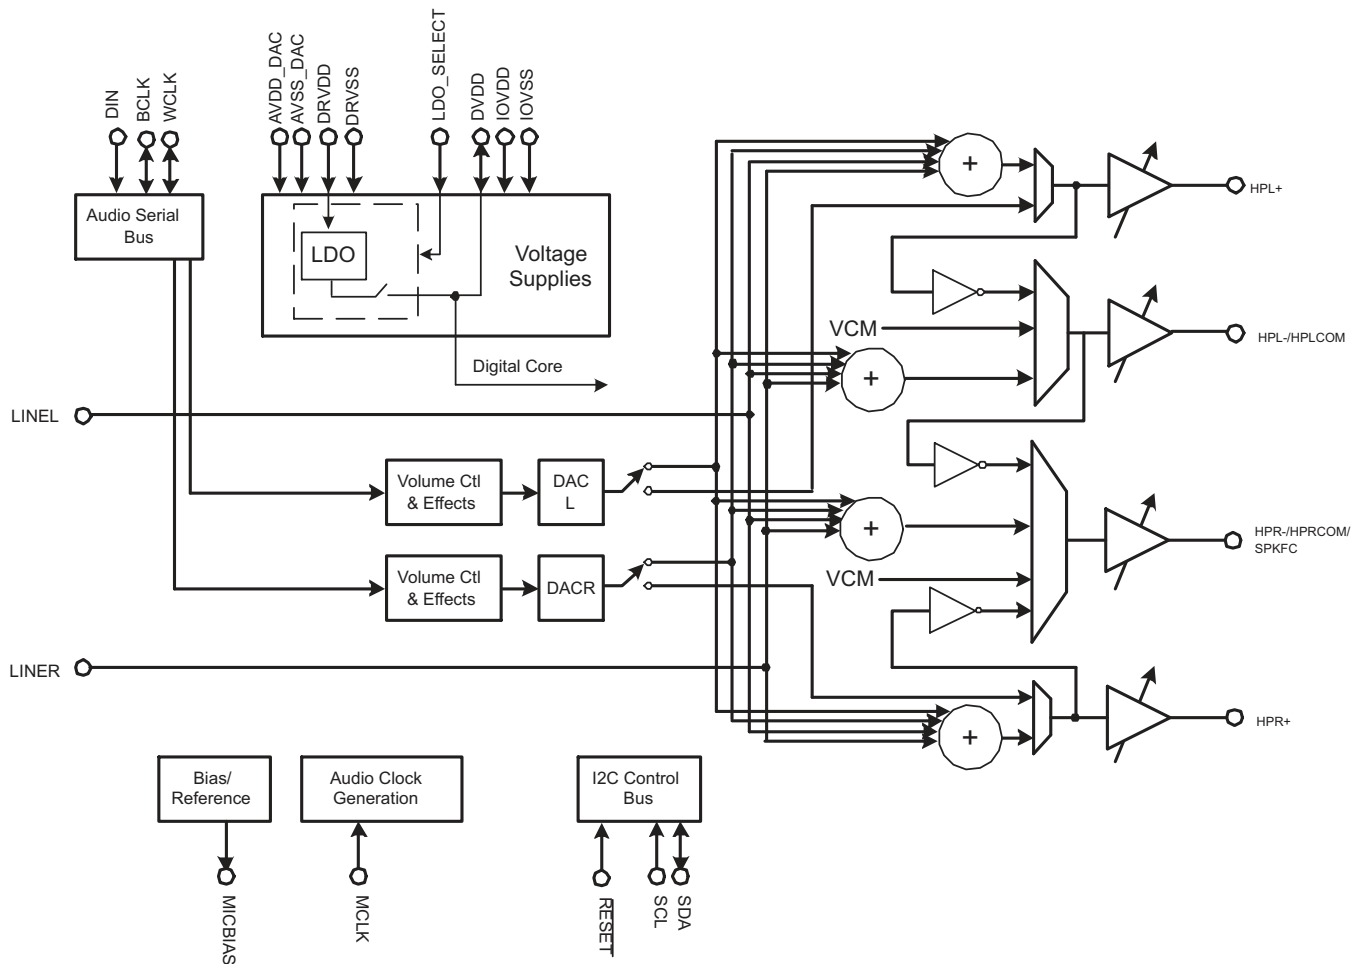 DIN
BCLK
WCLK
AVDD_DAC
AVSS_DAC
DRVDD
DRVSS
LDO_SELECT
DVDD
IOVDD
IOVSS
Audio Serial
Bus
LDO
Voltage
Supplies
Digital Core
+
HPL+
VCM
+
HPL-/HPLCOM
LINEL
Volume Ctl
& Effects
DAC
L
+
HPR-/HPRCOM/
SPKFC
Volume Ctl
& Effects
DACR
VCM
LINER
+
HPR+
Bias/
Reference
Audio Clock
Generation
I2C Control
Bus
MICBIAS
MCLK
RESET
SCL
SDA